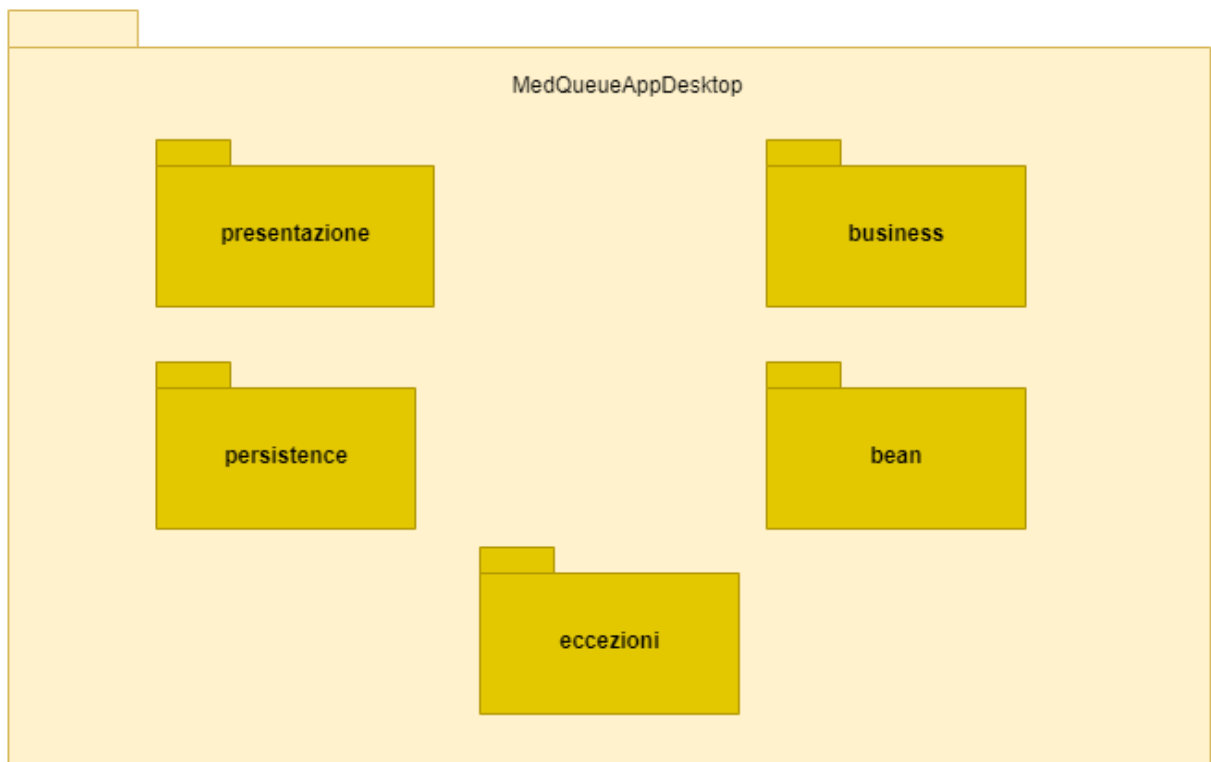 MedQueueAppDesktop
presentazione
business
persistence
bean
eccezioni